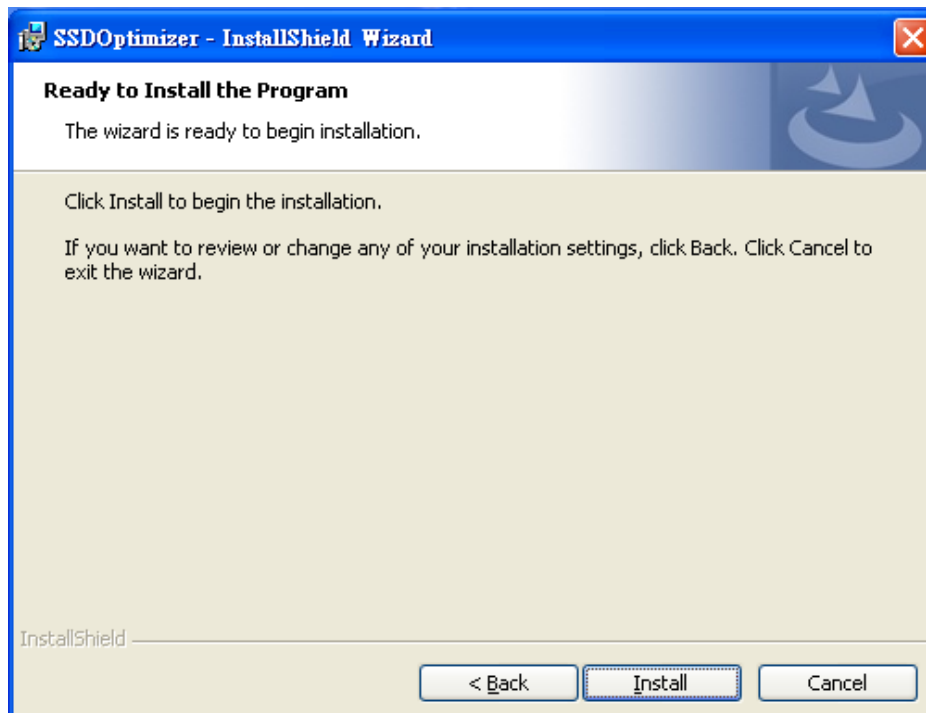 SSDOptimizer - InstallShield Wizard
Ready to Install the Program
The wizard is ready to begin installation.
Click Install to begin the installation.
If you want to review or change any of your installation settings, click Back. Click Cancel to
exit the wizard.
InstallShield
< Back
Install
Cancel